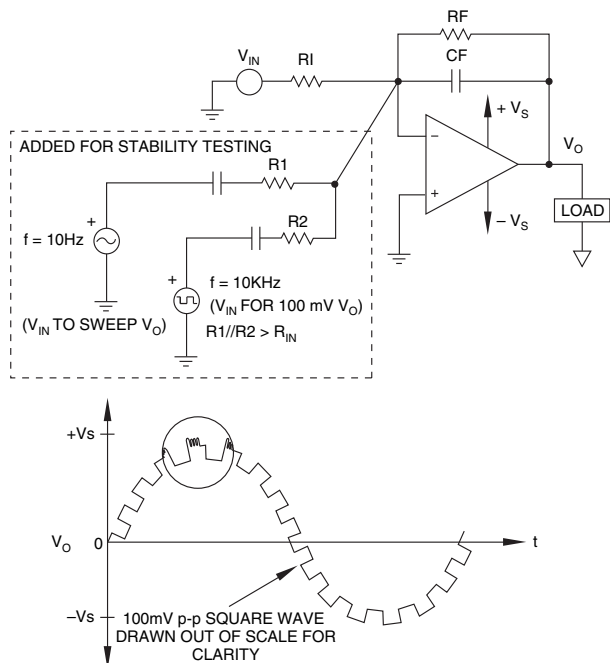 RF
CF
V_IN
RI
+ V_S
V_O
−
+
− V_S
LOAD
ADDED FOR STABILITY TESTING
R1
+
f = 10Hz
R2
+
f = 10KHz
(V_IN FOR 100 mV V_O)
R1//R2 > R_IN
(V_IN TO SWEEP V_O)
+Vs
V_O
0
t
−Vs
100mV p-p SQUARE WAVE
DRAWN OUT OF SCALE FOR
CLARITY